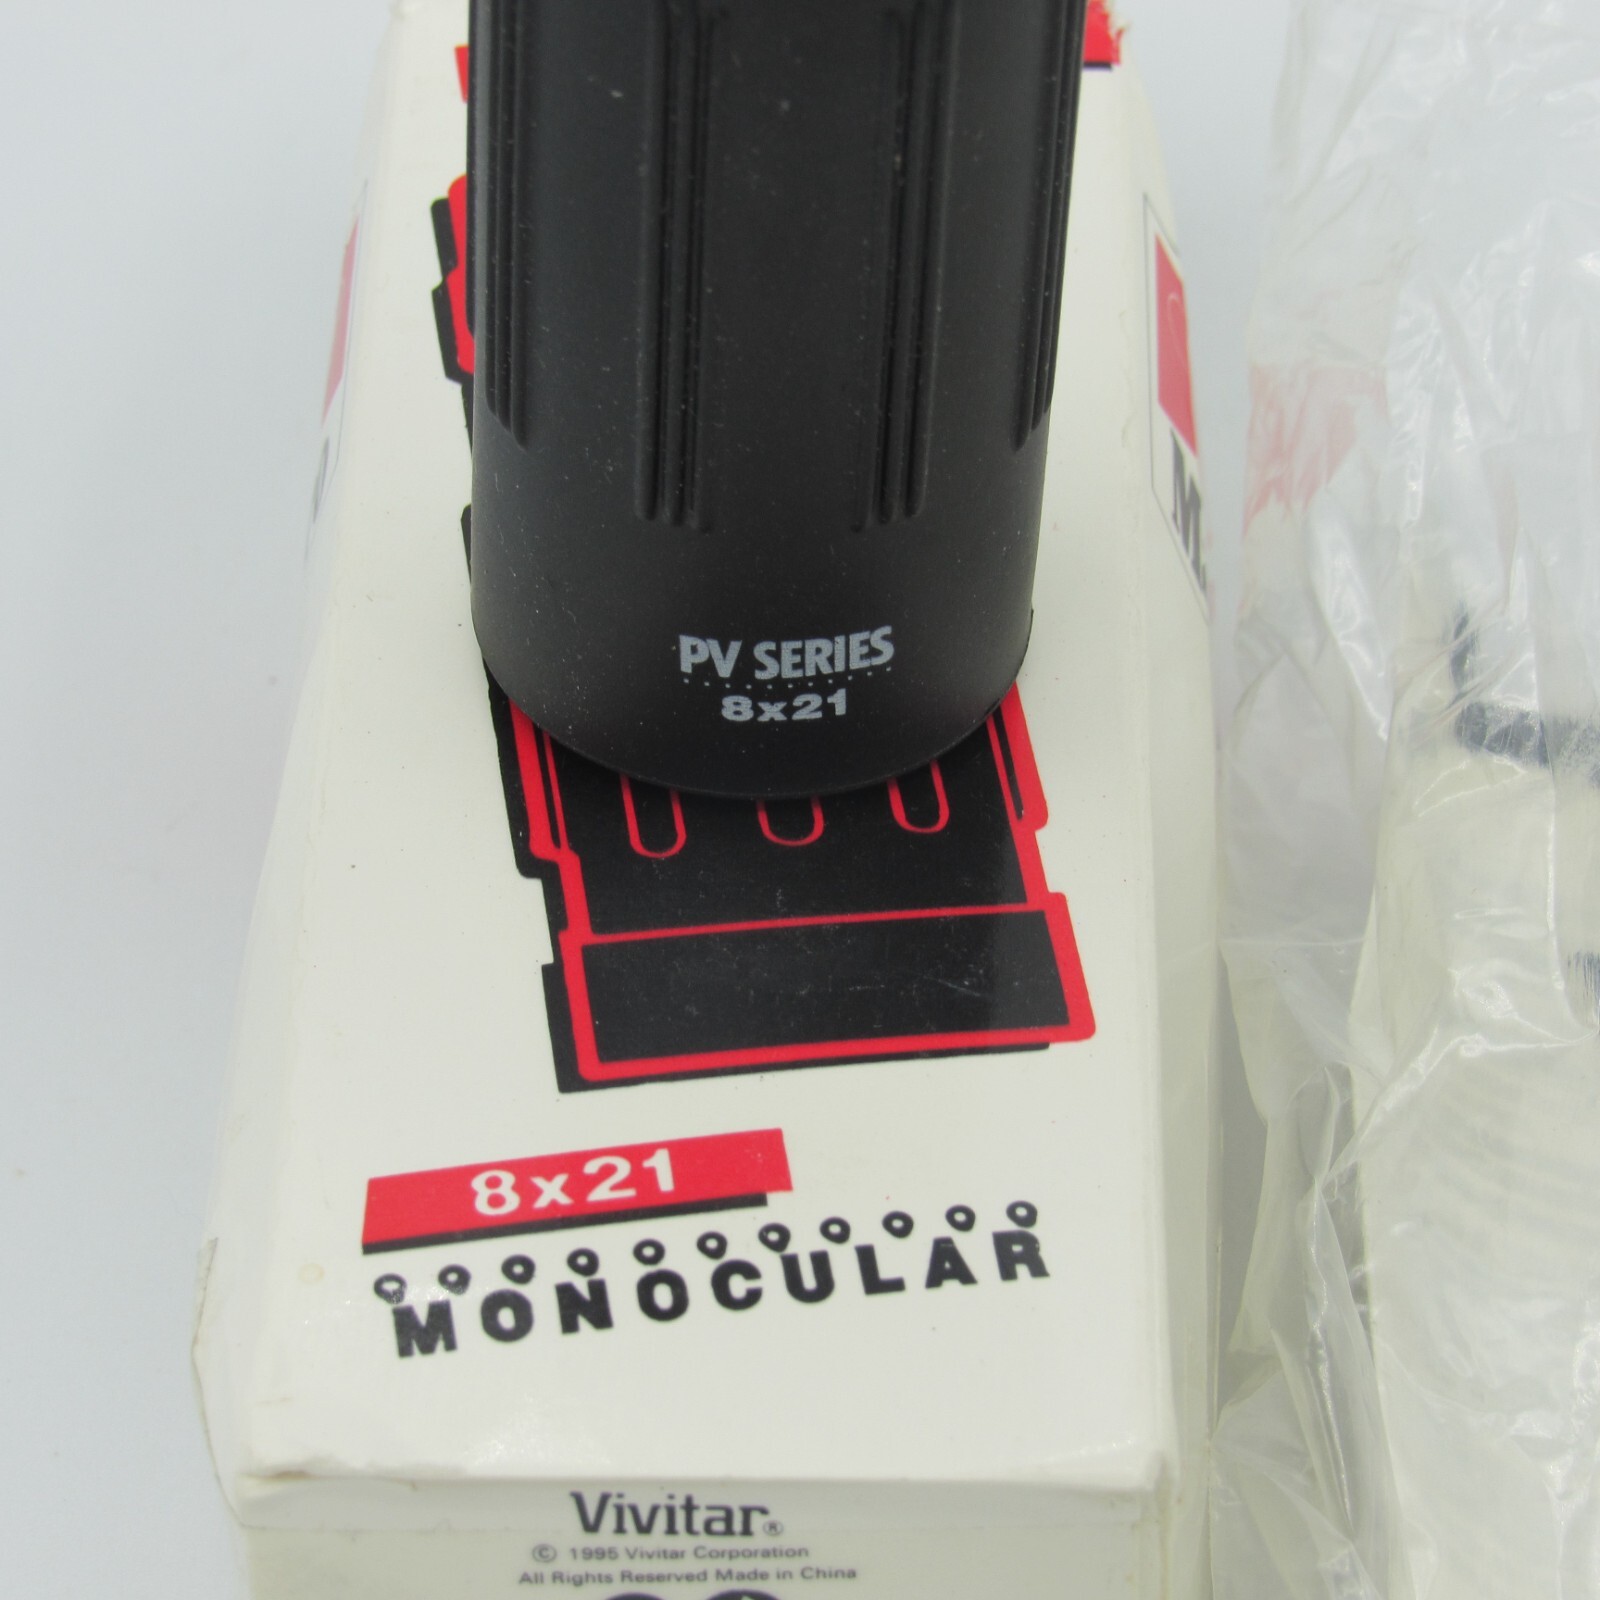 PV SERIES
8x21
8x21
MONOCULAR
Vivitar®
© 1995 Vivitar Corporation
All Rights Reserved Made in China